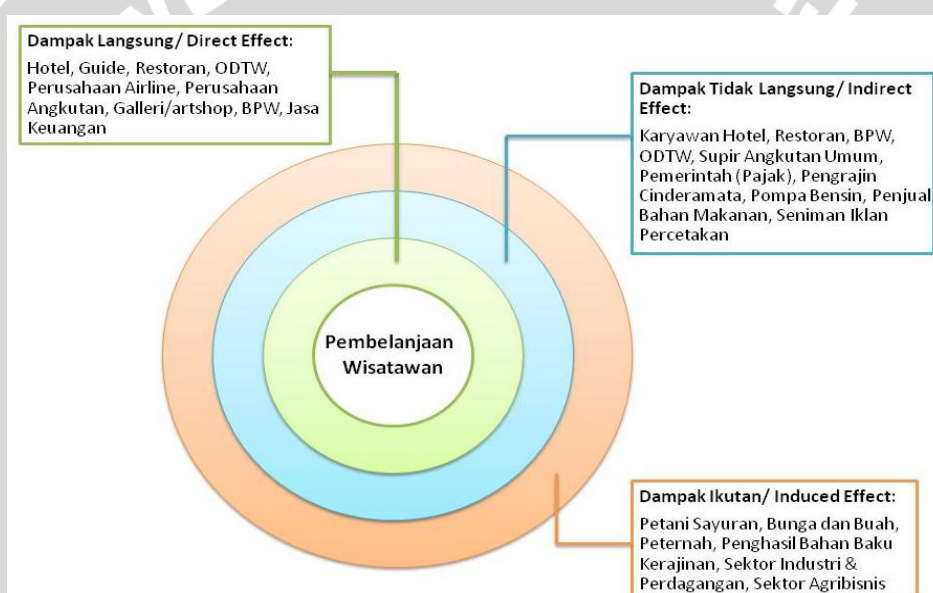 Dampak Langsung/ Direct Effect:
Hotel, Guide, Restoran, ODTW,
Perusahaan Airline, Perusahaan
Angkutan, Galleri/artshop, BPW, Jasa
Keuangan
Dampak Tidak Langsung/ Indirect
Effect:
Karyawan Hotel, Restoran, BPW,
ODTW, Supir Angkutan Umum,
Pemerintah (Pajak), Pengrajin
Cinderamata, Pompa Bensin, Penjual
Bahan Makanan, Seniman Iklan
Percetakan
Pembelanjaan
Wisatawan
Dampak Ikutan/ Induced Effect:
Petani Sayuran, Bunga dan Buah,
Peternah, Penghasil Bahan Baku
Kerajinan, Sektor Industri &
Perdagangan, Sektor Agribisnis